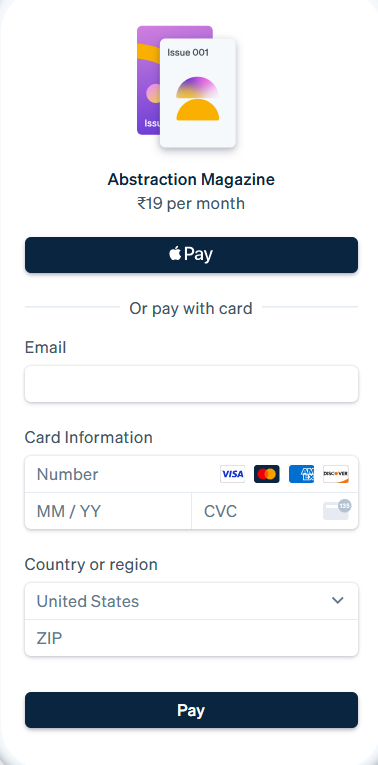 Issue 001
Issu
Abstraction Magazine
₹19 per month
Pay
Or pay with card
Email
Card Information
Number VISA AMEX DISCOVER
MM / YY CVC 135
Country or region
United States
ZIP
Pay